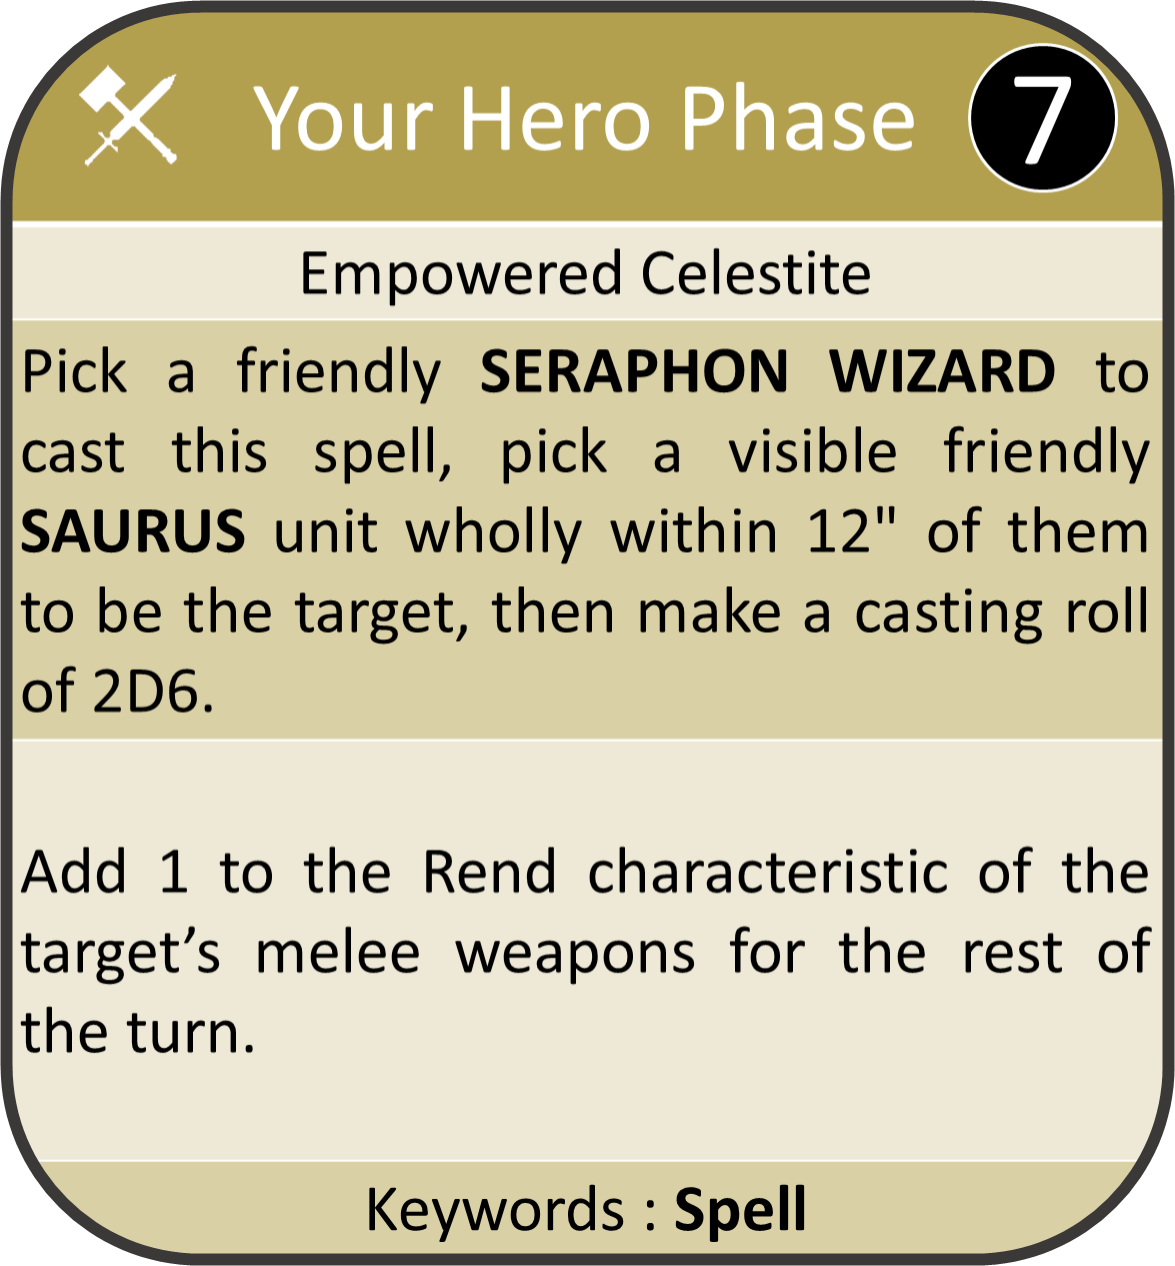 Your Hero Phase 7
Empowered Celestite
Pick a friendly SERAPHON WIZARD to
cast this spell, pick a visible friendly
SAURUS unit wholly within 12" of them
to be the target, then make a casting roll
of 2D6.
Add 1 to the Rend characteristic of the
target’s melee weapons for the rest of
the turn.
Keywords : Spell